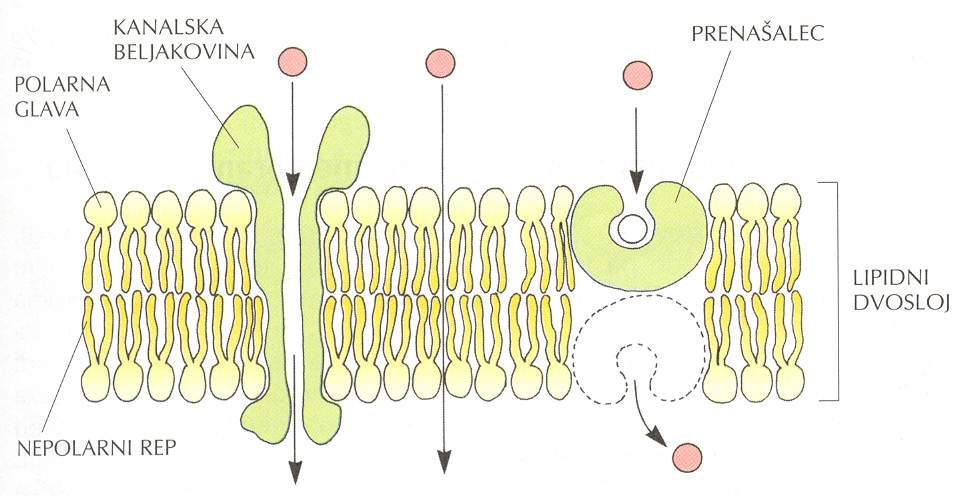 KANALSKA
BELJAKOVINA
PRENAŠALEC
POLARNA
GLAVA
LIPIDNI
DVOSLOJ
NEPOLARNI REP